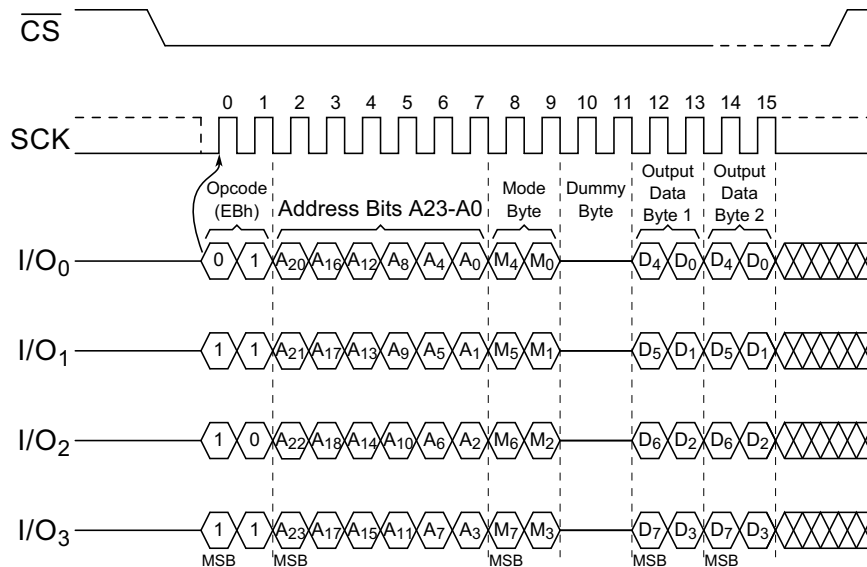 CS
0 1 2 3 4 5 6 7 8 9 10 11 12 13 14 15
SCK
Opcode
(EBh)
Address Bits A23-A0
Mode
Byte
Dummy
Byte
Output
Data
Byte 1
Output
Data
Byte 2
I/O0 0 1 A20 A16 A12 A8 A4 A0 M4 M0 D4 D0 D4 D0
I/O1 1 1 A21 A17 A13 A9 A5 A1 M5 M1 D5 D1 D5 D1
I/O2 1 0 A22 A18 A14 A10 A6 A2 M6 M2 D6 D2 D6 D2
I/O3 1 1 A23 A17 A15 A11 A7 A3 M7 M3 D7 D3 D7 D3
MSB MSB MSB MSB MSB